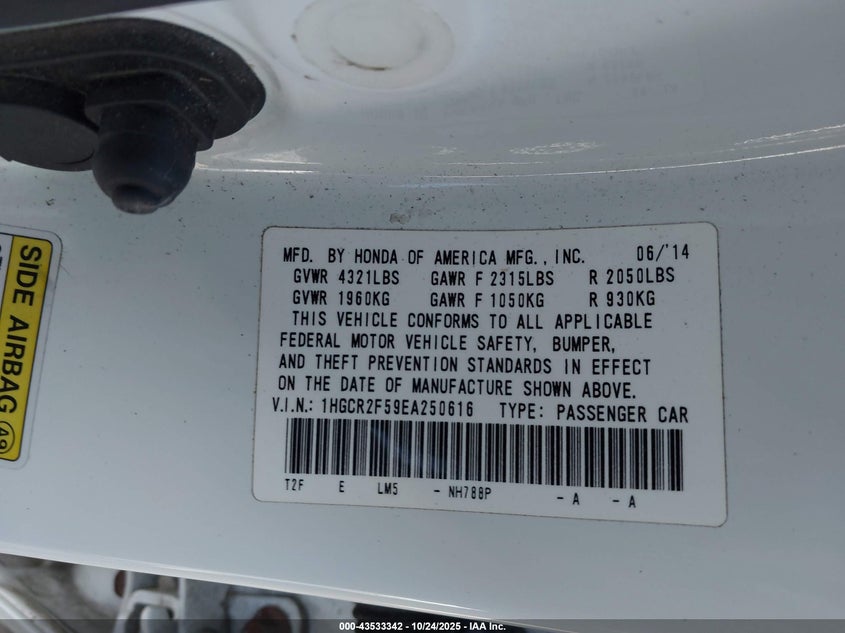 MFD. BY HONDA OF AMERICA MFG., INC. 06/'14
GVWR 4321LBS GAWR F 2315LBS R 2050LBS
GVWR 1960KG GAWR F 1050KG R 930KG
THIS VEHICLE CONFORMS TO ALL APPLICABLE
FEDERAL MOTOR VEHICLE SAFETY, BUMPER,
AND THEFT PREVENTION STANDARDS IN EFFECT
ON THE DATE OF MANUFACTURE SHOWN ABOVE.
V.I.N.: 1HGCR2F59EA250616 TYPE: PASSENGER CAR
T2F E LM5 - NH788P - A - A
SIDE AIRBAG A9
000-43533342 - 10/24/2025 - IAA Inc.